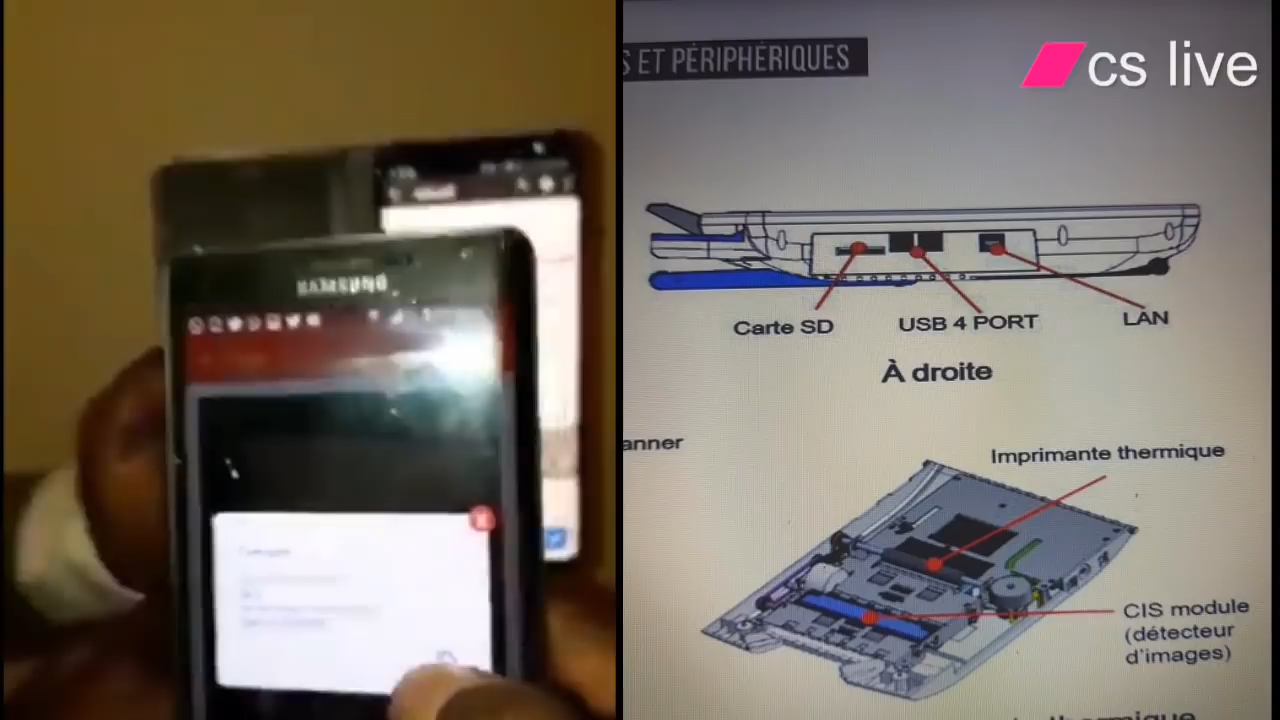 SAMSUNG
S ET PÉRIPHÉRIQUES
cs live
Carte SD
USB 4 PORT
LAN
À droite
anner
Imprimante thermique
CIS module
(détecteur
d'images)
thermique